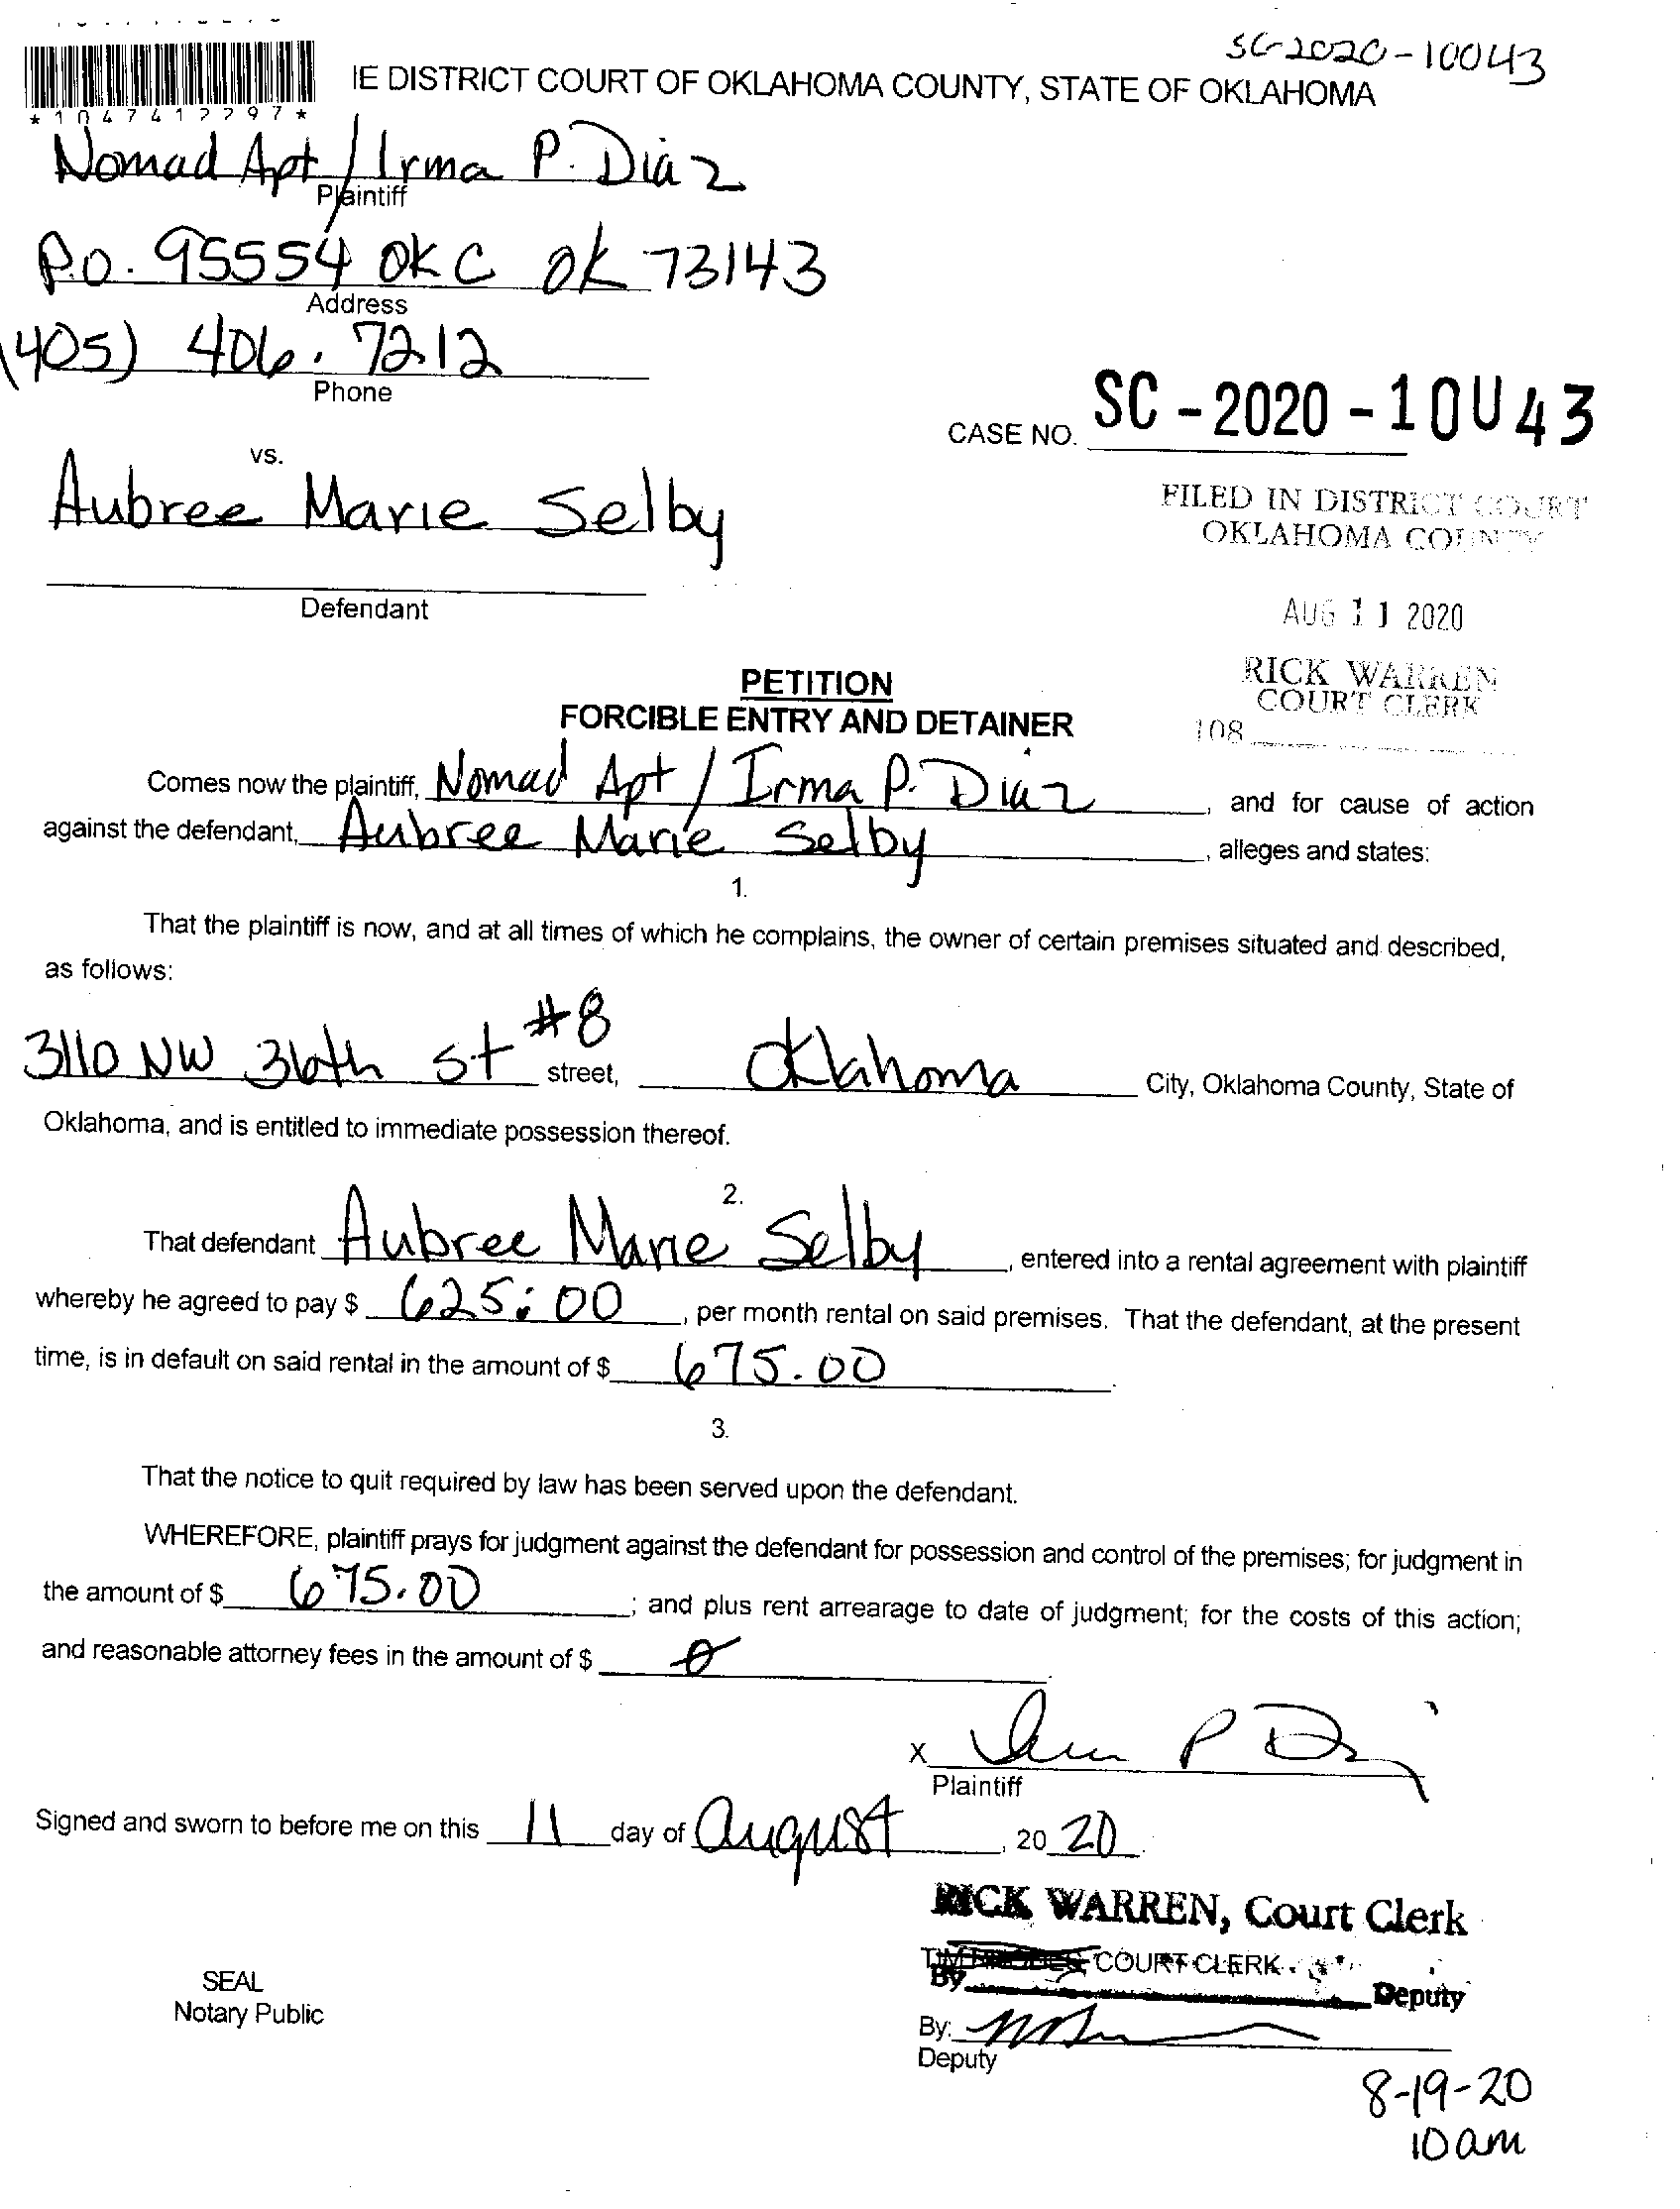 SC-2020-10043
IE DISTRICT COURT OF OKLAHOMA COUNTY, STATE OF OKLAHOMA
*1047412297*
Nomad Apt / Irma P. Diaz
Plaintiff
P.O. 95554 OKC OK 73143
Address
(405) 406.7212
Phone
CASE NO. SC-2020-10043
vs.
Aubree Marie Selby
Defendant
FILED IN DISTRICT COURT
OKLAHOMA COUNTY
AUG 11 2020
RICK WARREN
COURT CLERK
108
PETITION
FORCIBLE ENTRY AND DETAINER
Comes now the plaintiff, Nomad Apt / Irma P. Diaz, and for cause of action
against the defendant, Aubree Marie Selby, alleges and states:
1.
That the plaintiff is now, and at all times of which he complains, the owner of certain premises situated and described,
as follows:
3110 NW 36th St #8 street, Oklahoma City, Oklahoma County, State of
Oklahoma, and is entitled to immediate possession thereof.
2.
That defendant Aubree Marie Selby, entered into a rental agreement with plaintiff
whereby he agreed to pay $ 625.00, per month rental on said premises. That the defendant, at the present
time, is in default on said rental in the amount of $ 675.00.
3.
That the notice to quit required by law has been served upon the defendant.
WHEREFORE, plaintiff prays for judgment against the defendant for possession and control of the premises; for judgment in
the amount of $ 675.00; and plus rent arrearage to date of judgment; for the costs of this action;
and reasonable attorney fees in the amount of $ 0.
X Irma P Diaz
Plaintiff
Signed and sworn to before me on this 11 day of August, 2020.
RICK WARREN, Court Clerk
COURT CLERK
By Deputy
SEAL
Notary Public
By:
Deputy
8-19-20
10am